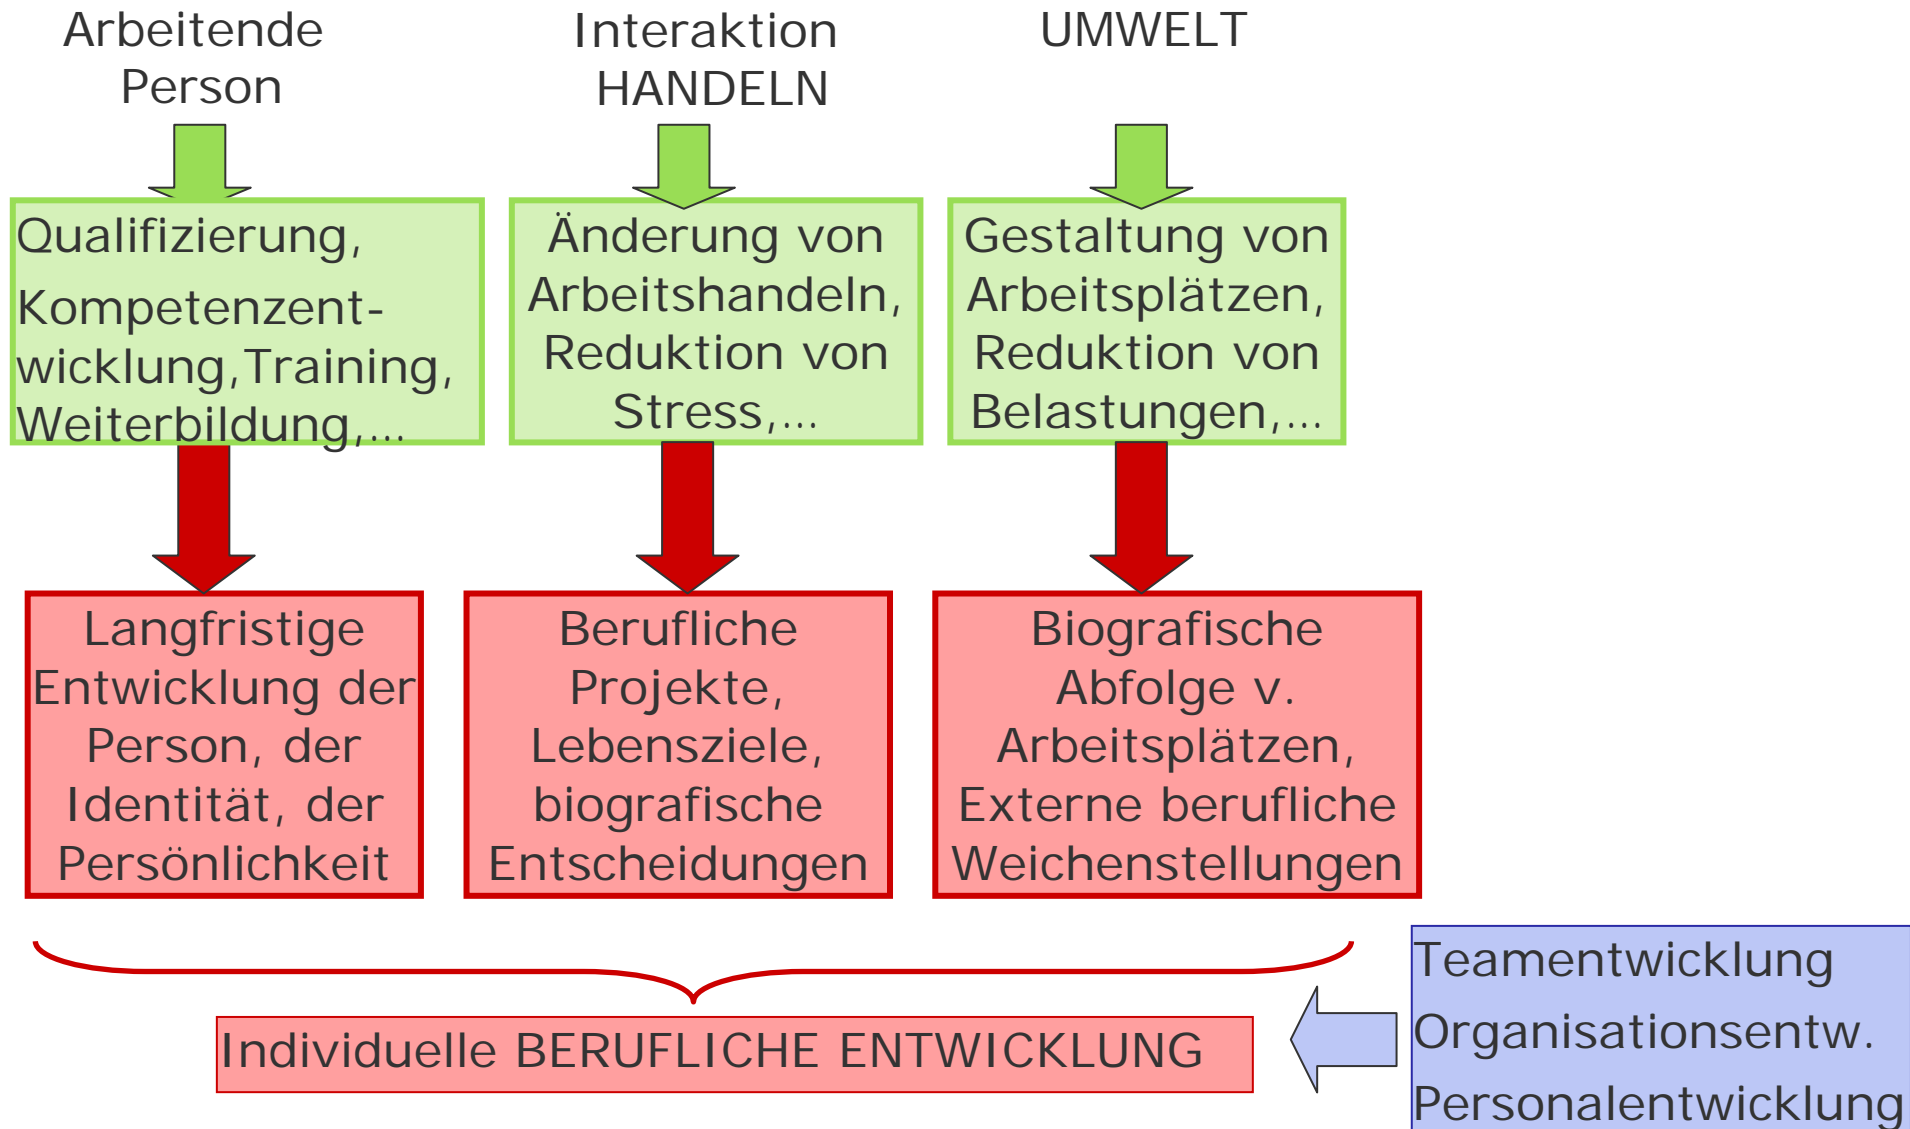 Arbeitende
Person
Interaktion
HANDELN
UMWELT
Qualifizierung,
Kompetenzent-
wicklung,Training,
Weiterbildung,...
Änderung von
Arbeitshandeln,
Reduktion von
Stress,...
Gestaltung von
Arbeitsplätzen,
Reduktion von
Belastungen,...
Langfristige
Entwicklung der
Person, der
Identität, der
Persönlichkeit
Berufliche
Projekte,
Lebensziele,
biografische
Entscheidungen
Biografische
Abfolge v.
Arbeitsplätzen,
Externe berufliche
Weichenstellungen
Individuelle BERUFLICHE ENTWICKLUNG
Teamentwicklung
Organisationsentw.
Personalentwicklung